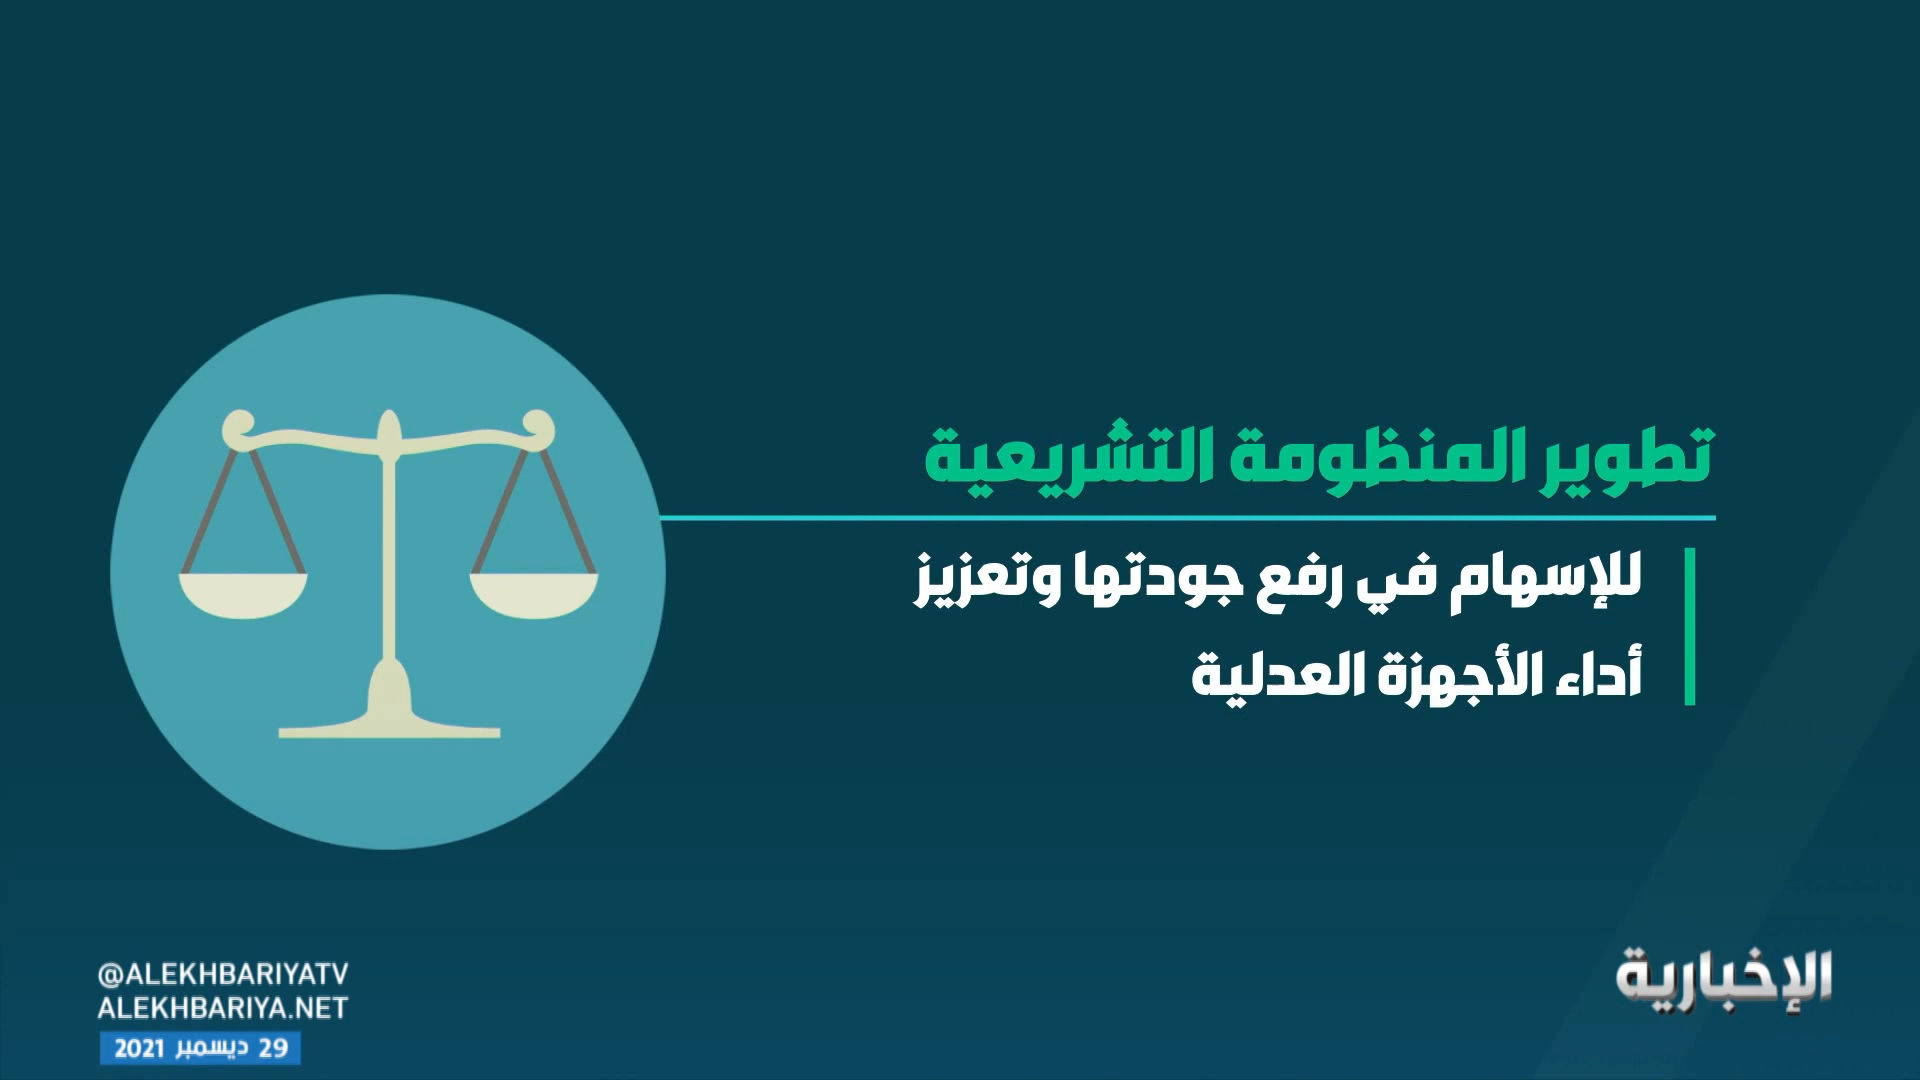 تطوير المنظومة التشريعية
للإسهام في رفع جودتها وتعزيز
أداء الأجهزة العدلية
@ALEKHBARIYATV
ALEKHBARIYA.NET
29 ديسمبر 2021
الإخبارية